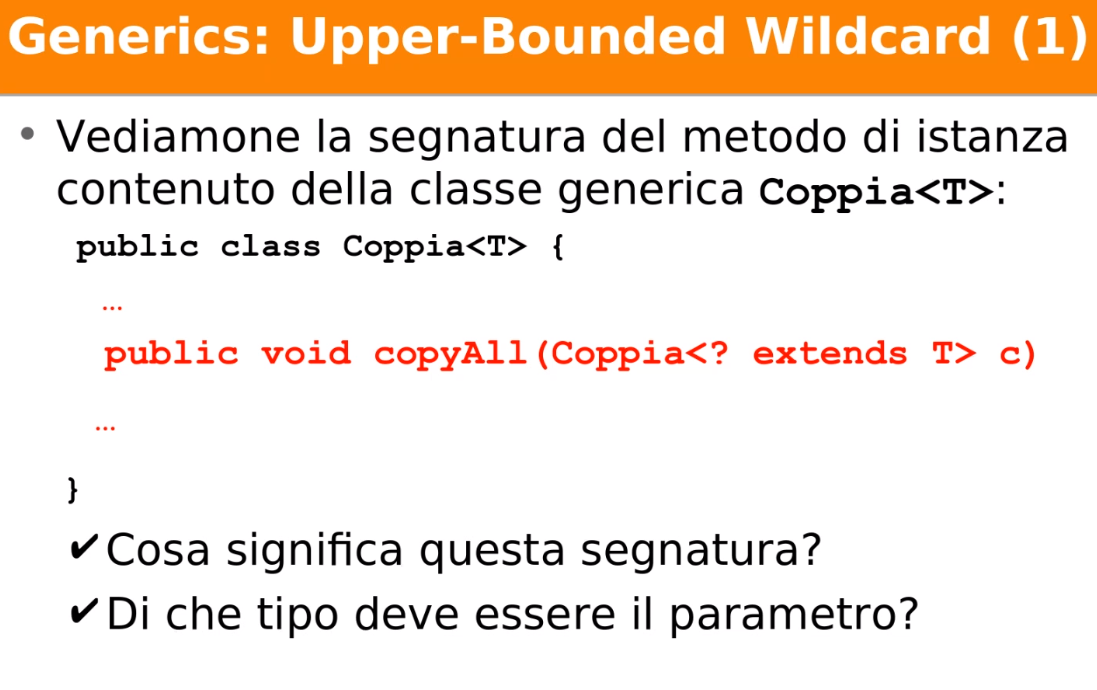 Generics: Upper-Bounded Wildcard (1)
• Vediamone la segnatura del metodo di istanza
contenuto della classe generica Coppia<T>:
public class Coppia<T> {
…
public void copyAll(Coppia<? extends T> c)
…
}
✔Cosa significa questa segnatura?
✔Di che tipo deve essere il parametro?